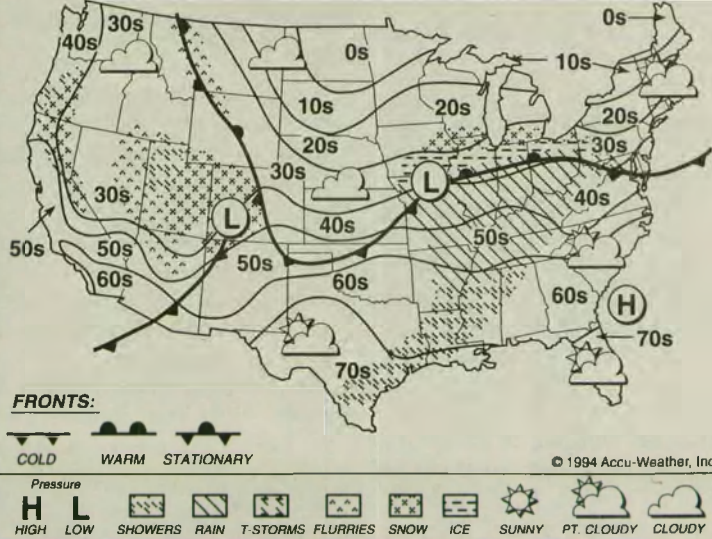 30s
0s
40s
0s
10s
10s
20s
20s
20s
30s
30s
30s
L
40s
L
40s
50s
50s
50s
50s
60s
60s
60s
H
70s
70s
FRONTS:
COLD WARM STATIONARY
© 1994 Accu-Weather, Inc
Pressure
H L
HIGH LOW SHOWERS RAIN T-STORMS FLURRIES SNOW ICE SUNNY PT. CLOUDY CLOUDY